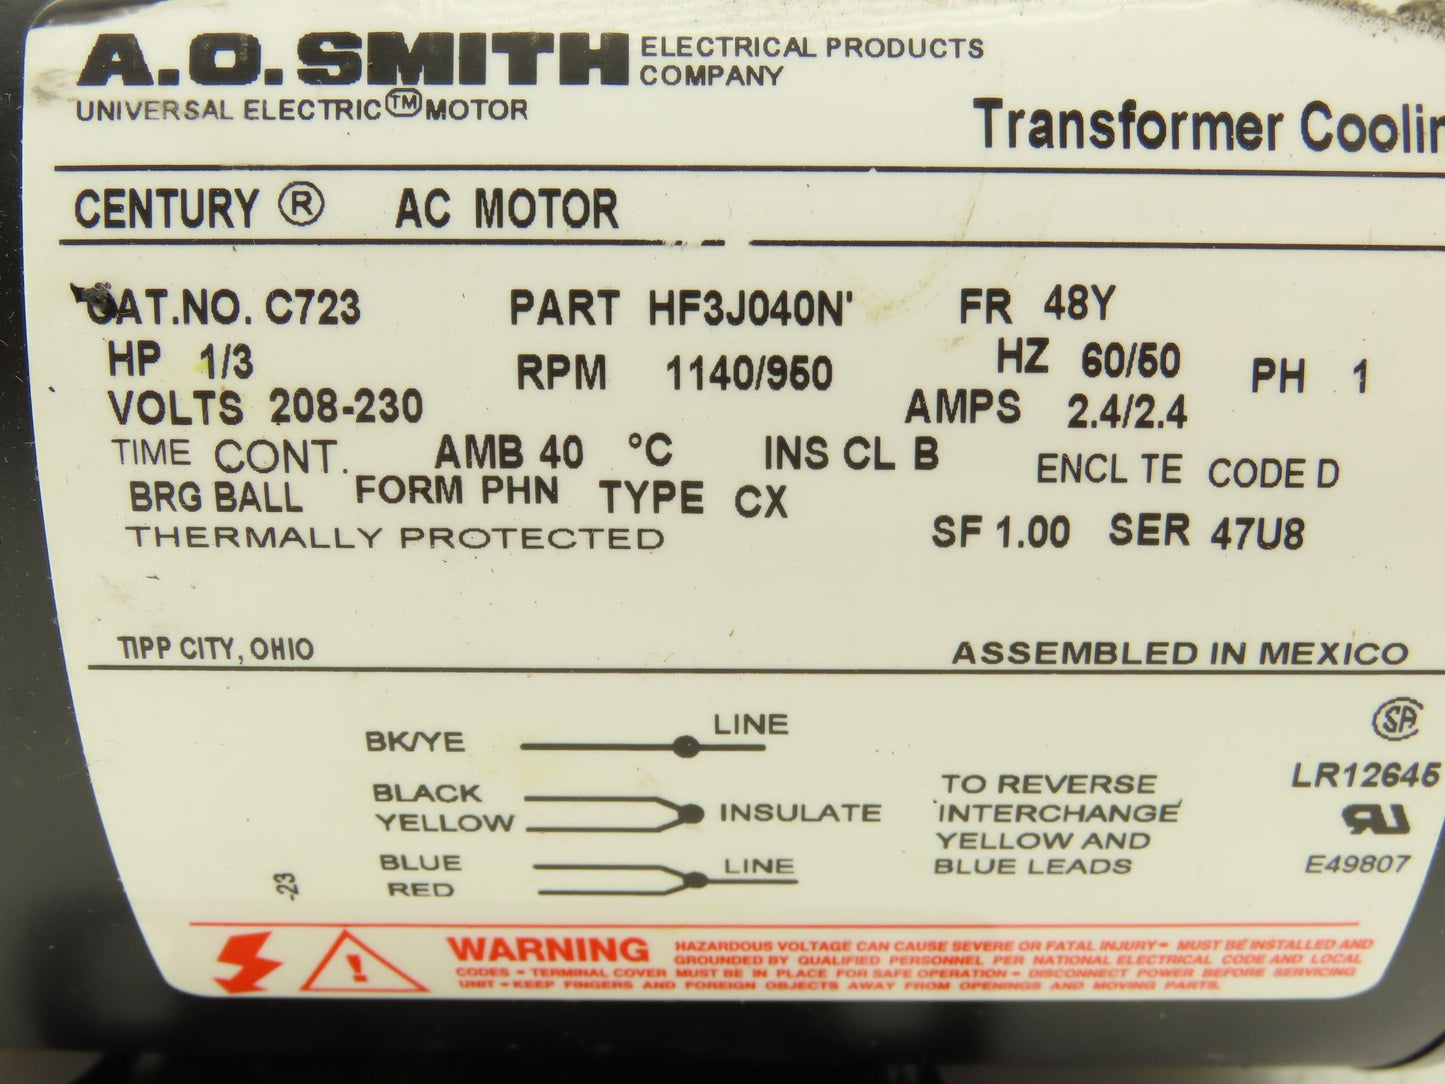 A.O. SMITH ELECTRICAL PRODUCTS COMPANY
UNIVERSAL ELECTRIC™ MOTOR
Transformer Coolin
CENTURY ® AC MOTOR
CAT.NO. C723 PART HF3J040N' FR 48Y
HP 1/3 RPM 1140/950 HZ 60/50 PH 1
VOLTS 208-230 AMPS 2.4/2.4
TIME CONT. AMB 40 °C INS CL B ENCL TE CODE D
BRG BALL FORM PHN TYPE CX
THERMALLY PROTECTED SF 1.00 SER 47U8
TIPP CITY, OHIO ASSEMBLED IN MEXICO
BK/YE LINE
BLACK
YELLOW
INSULATE
BLUE
RED
LINE
-23
TO REVERSE
INTERCHANGE
YELLOW AND
BLUE LEADS
SA
LR12645
RU
E49807
WARNING
HAZARDOUS VOLTAGE CAN CAUSE SEVERE OR FATAL INJURY- MUST BE INSTALLED AND
GROUNDED BY QUALIFIED PERSONNEL PER NATIONAL ELECTRICAL CODE AND LOCAL
CODES - TERMINAL COVER MUST BE IN PLACE FOR SAFE OPERATION - DISCONNECT POWER BEFORE SERVICING
UNIT - KEEP FINGERS AND FOREIGN OBJECTS AWAY FROM OPENINGS AND MOVING PARTS.